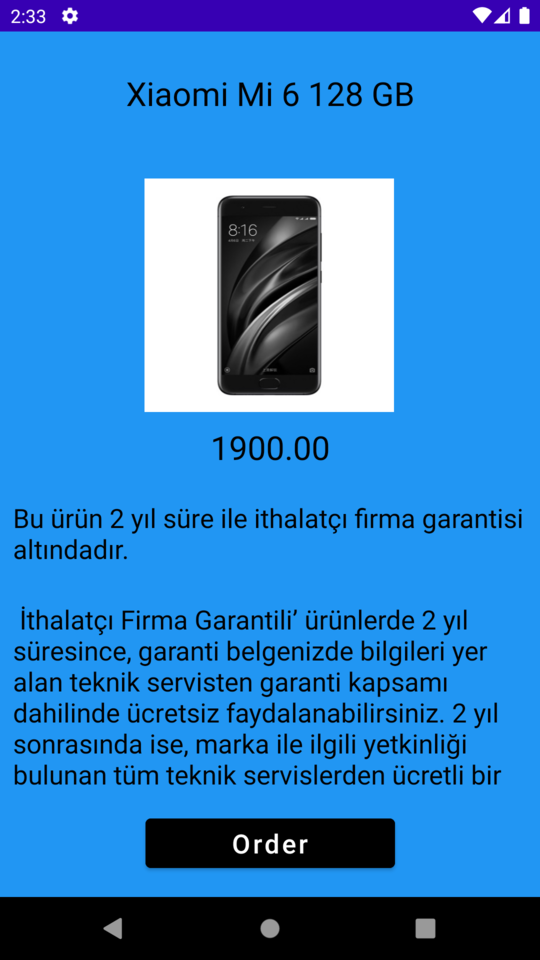 2:33
Xiaomi Mi 6 128 GB
8:16
1900.00
Bu ürün 2 yıl süre ile ithalatçı firma garantisi
altındadır.
İthalatçı Firma Garantili’ ürünlerde 2 yıl
süresince, garanti belgenizde bilgileri yer
alan teknik servisten garanti kapsamı
dahilinde ücretsiz faydalanabilirsiniz. 2 yıl
sonrasında ise, marka ile ilgili yetkinliği
bulunan tüm teknik servislerden ücretli bir
Order